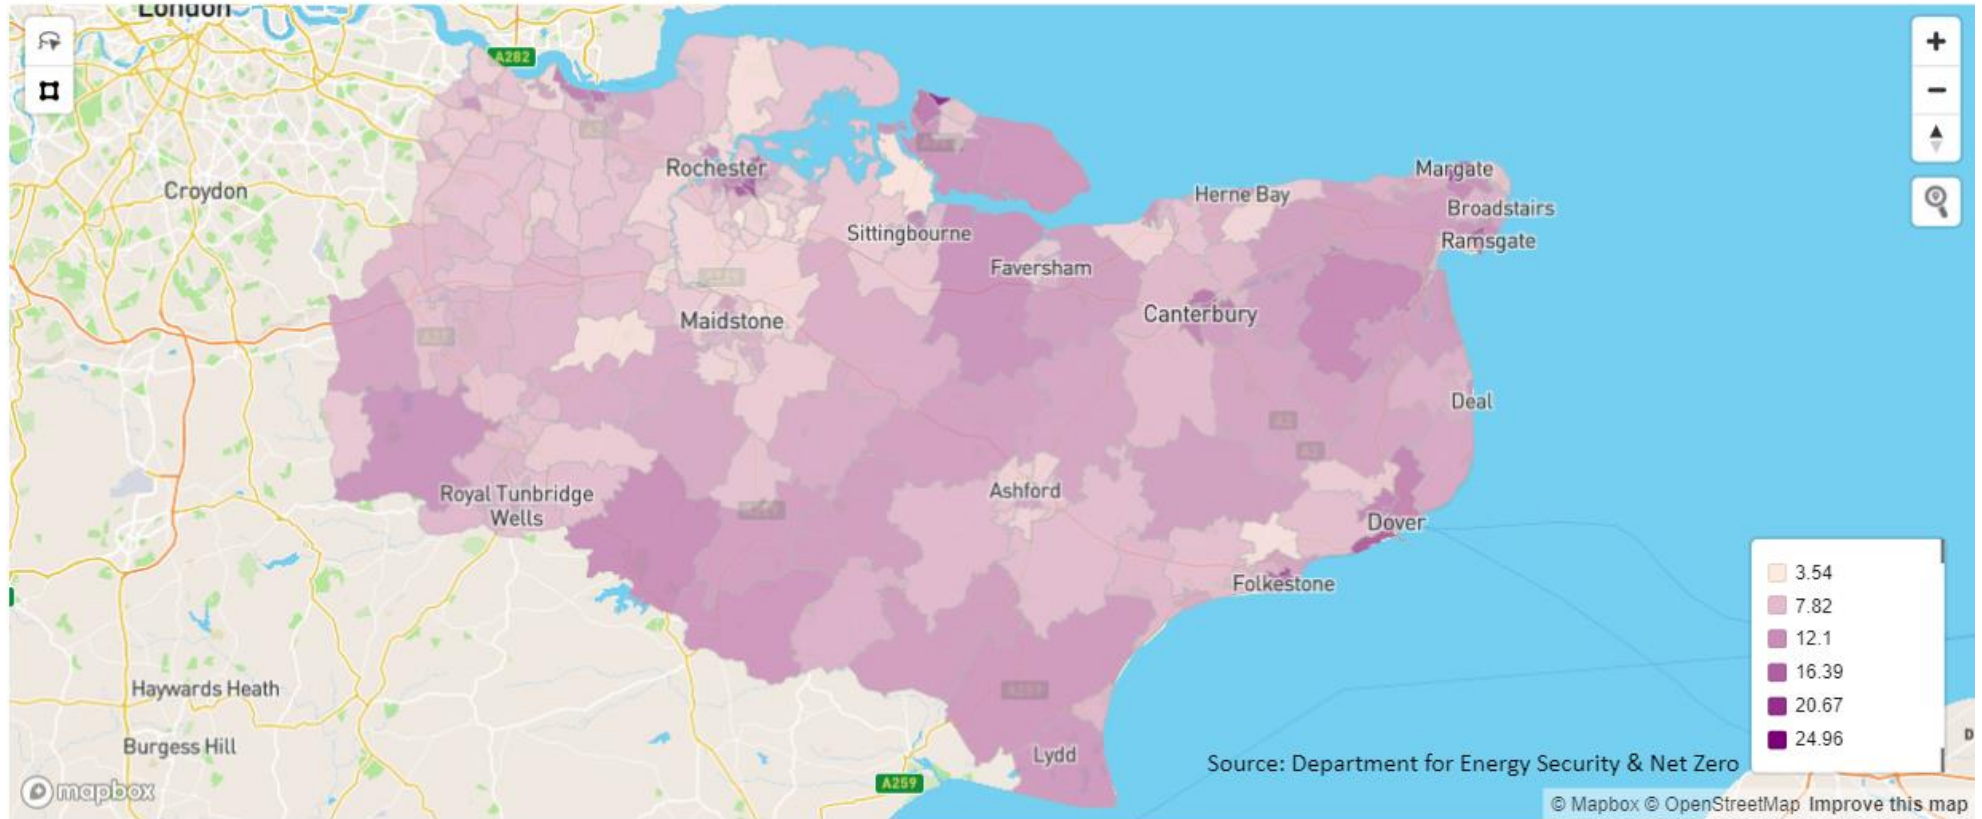 London
A282
Rochester
Margate
Croydon
Herne Bay
Broadstairs
Sittingbourne
Ramsgate
Faversham
Maidstone
Canterbury
Deal
A2
Royal Tunbridge
Wells
Ashford
Dover
Folkestone
3.54
7.82
12.1
16.39
20.67
24.96
Haywards Heath
Burgess Hill
Lydd
Source: Department for Energy Security & Net Zero
D
A259
mapbox
© Mapbox © OpenStreetMap Improve this map